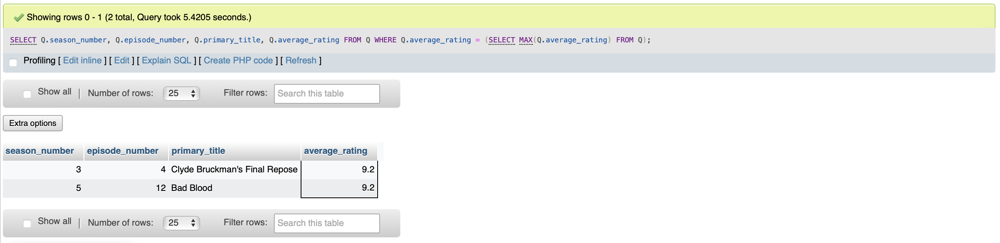 Showing rows 0 - 1 (2 total, Query took 5.4205 seconds.)
SELECT Q.season_number, Q.episode_number, Q.primary_title, Q.average_rating FROM Q WHERE Q.average_rating = (SELECT MAX(Q.average_rating) FROM Q);
Profiling [ Edit inline ] [ Edit ] [ Explain SQL ] [ Create PHP code ] [ Refresh ]
Show all | Number of rows: 25 Filter rows: Search this table
Extra options
season_number episode_number primary_title average_rating
3 4 Clyde Bruckman's Final Repose 9.2
5 12 Bad Blood 9.2
Show all | Number of rows: 25 Filter rows: Search this table